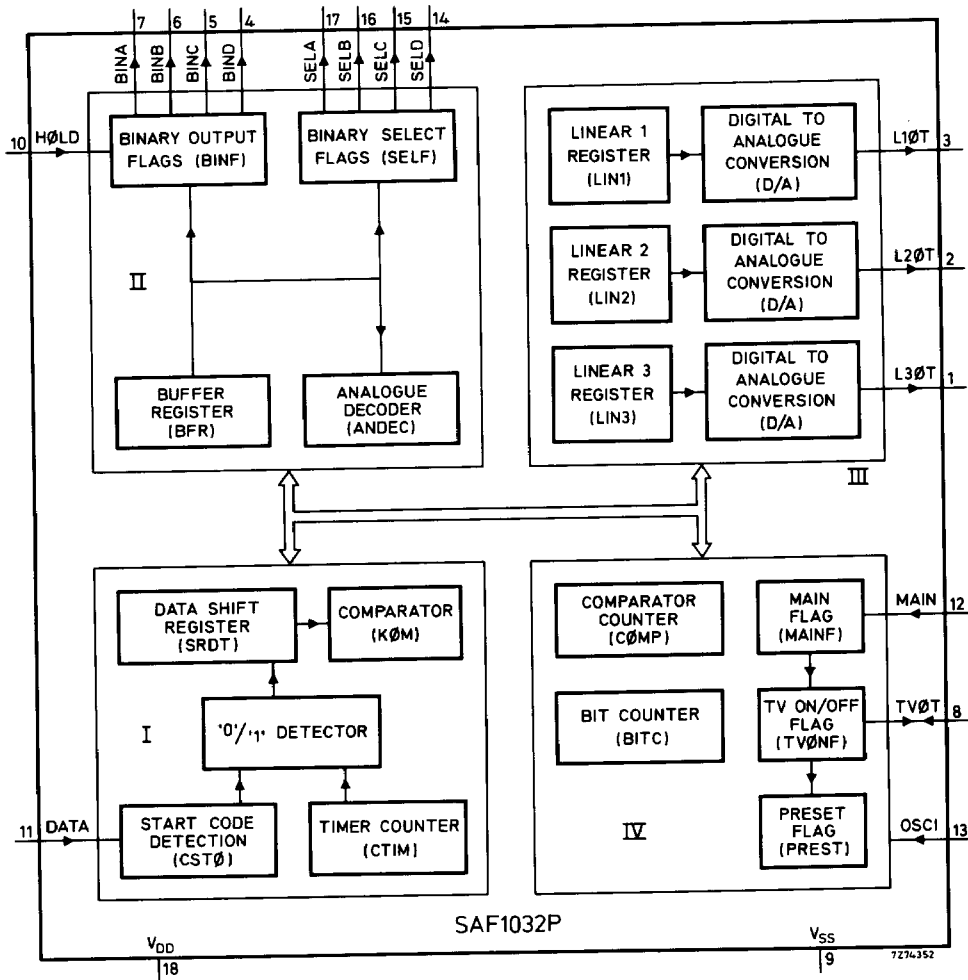 7
6
5
4
17
16
15
14
BINA
BINB
BINC
BIND
SELA
SELB
SELC
SELD
10
HØLD
BINARY OUTPUT
FLAGS (BINF)
BINARY SELECT
FLAGS (SELF)
II
BUFFER
REGISTER
(BFR)
ANALOGUE
DECODER
(ANDEC)
LINEAR 1
REGISTER
(LIN1)
DIGITAL TO
ANALOGUE
CONVERSION
(D/A)
L1ØT
3
LINEAR 2
REGISTER
(LIN2)
DIGITAL TO
ANALOGUE
CONVERSION
(D/A)
L2ØT
2
LINEAR 3
REGISTER
(LIN3)
DIGITAL TO
ANALOGUE
CONVERSION
(D/A)
L3ØT
1
III
DATA SHIFT
REGISTER
(SRDT)
COMPARATOR
(KØM)
I
'0'/'1' DETECTOR
11
DATA
START CODE
DETECTION
(CSTØ)
TIMER COUNTER
(CTIM)
COMPARATOR
COUNTER
(CØMP)
MAIN
FLAG
(MAINF)
MAIN
12
BIT COUNTER
(BITC)
TV ON/OFF
FLAG
(TVØNF)
TVØT
8
IV
PRESET
FLAG
(PREST)
OSCI
13
SAF1032P
VDD
18
VSS
9
7Z74352